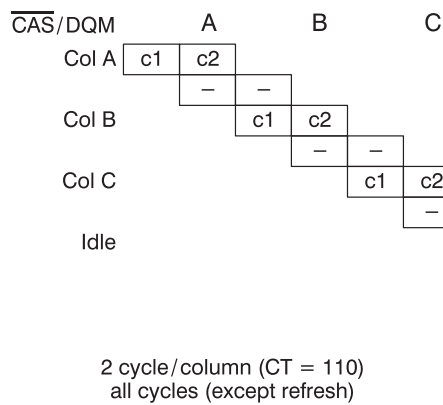 CAS/DQM A B C
Col A c1 c2
– –
Col B c1 c2
– –
Col C c1 c2
–
Idle
2 cycle/column (CT = 110)
all cycles (except refresh)